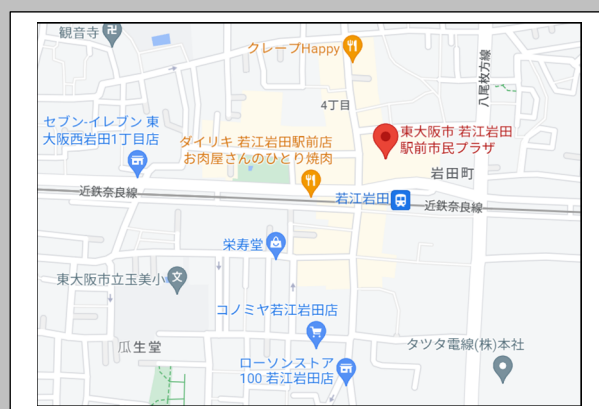 観音寺
クレープHappy
八尾枚方線
4丁目
セブン-イレブン 東
大阪西岩田1丁目店
ダイリキ 若江岩田駅前店
お肉屋さんのひとり焼肉
東大阪市 若江岩田
駅前市民プラザ
岩田町
近鉄奈良線
若江岩田
近鉄奈良線
栄寿堂
東大阪市立玉美小
文
コノミヤ若江岩田店
瓜生堂
タツタ電線(株)本社
ローソンストア
100 若江岩田店